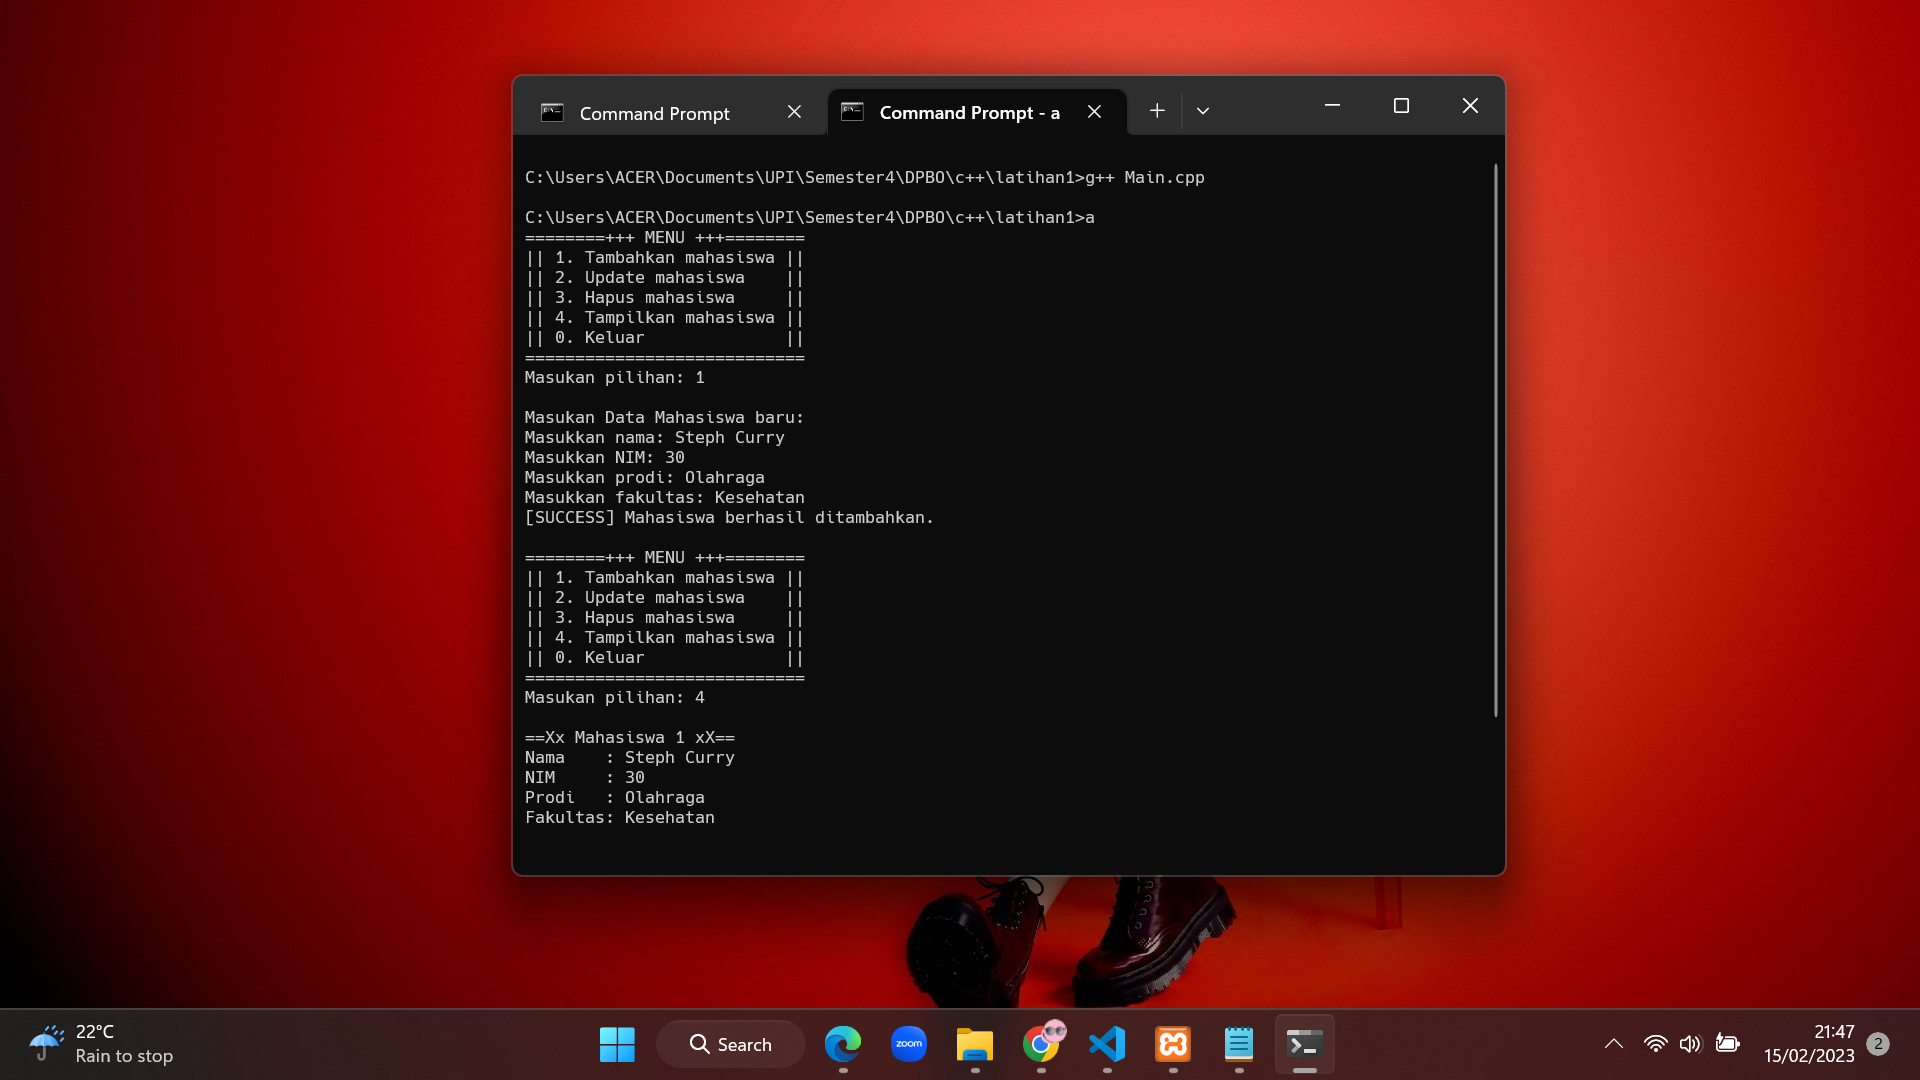 Command Prompt
Command Prompt - a
C:\Users\ACER\Documents\UPI\Semester4\DPBO\c++\latihan1>g++ Main.cpp
C:\Users\ACER\Documents\UPI\Semester4\DPBO\c++\latihan1>a
========+++ MENU +++========
|| 1. Tambahkan mahasiswa ||
|| 2. Update mahasiswa    ||
|| 3. Hapus mahasiswa     ||
|| 4. Tampilkan mahasiswa ||
|| 0. Keluar              ||
============================
Masukan pilihan: 1
Masukan Data Mahasiswa baru:
Masukkan nama: Steph Curry
Masukkan NIM: 30
Masukkan prodi: Olahraga
Masukkan fakultas: Kesehatan
[SUCCESS] Mahasiswa berhasil ditambahkan.
========+++ MENU +++========
|| 1. Tambahkan mahasiswa ||
|| 2. Update mahasiswa    ||
|| 3. Hapus mahasiswa     ||
|| 4. Tampilkan mahasiswa ||
|| 0. Keluar              ||
============================
Masukan pilihan: 4
==Xx Mahasiswa 1 xX==
Nama    : Steph Curry
NIM     : 30
Prodi   : Olahraga
Fakultas: Kesehatan
22°C
Rain to stop
Search
zoom
21:47
15/02/2023
2